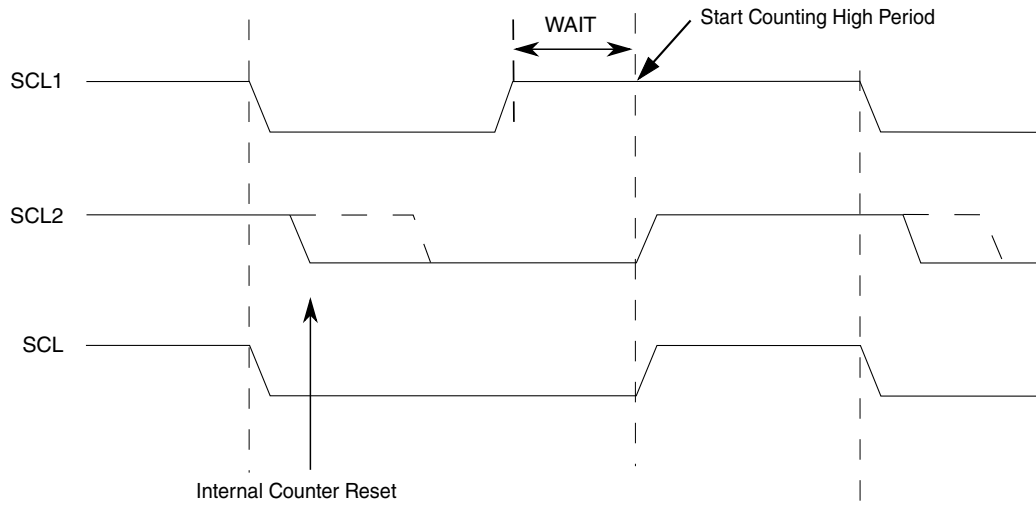 WAIT
Start Counting High Period
SCL1
SCL2
SCL
Internal Counter Reset